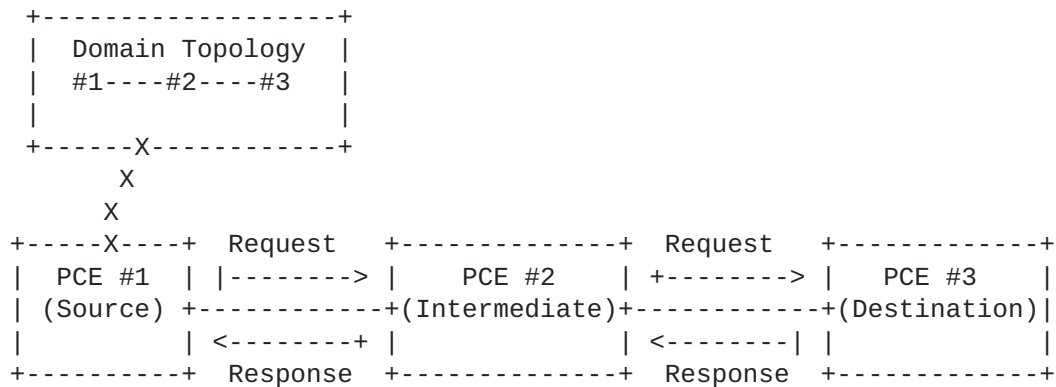 +-------------------+
|  Domain Topology  |
|  #1----#2----#3   |
|                   |
+------X------------+
X
X
+-----X----+  Request   +--------------+  Request   +-------------+
|  PCE #1  | |--------> |    PCE #2    | +--------> |   PCE #3    |
| (Source) +------------+(Intermediate)+------------+(Destination)|
|          | <--------+ |              | <--------| |             |
+----------+  Response  +--------------+  Response  +-------------+